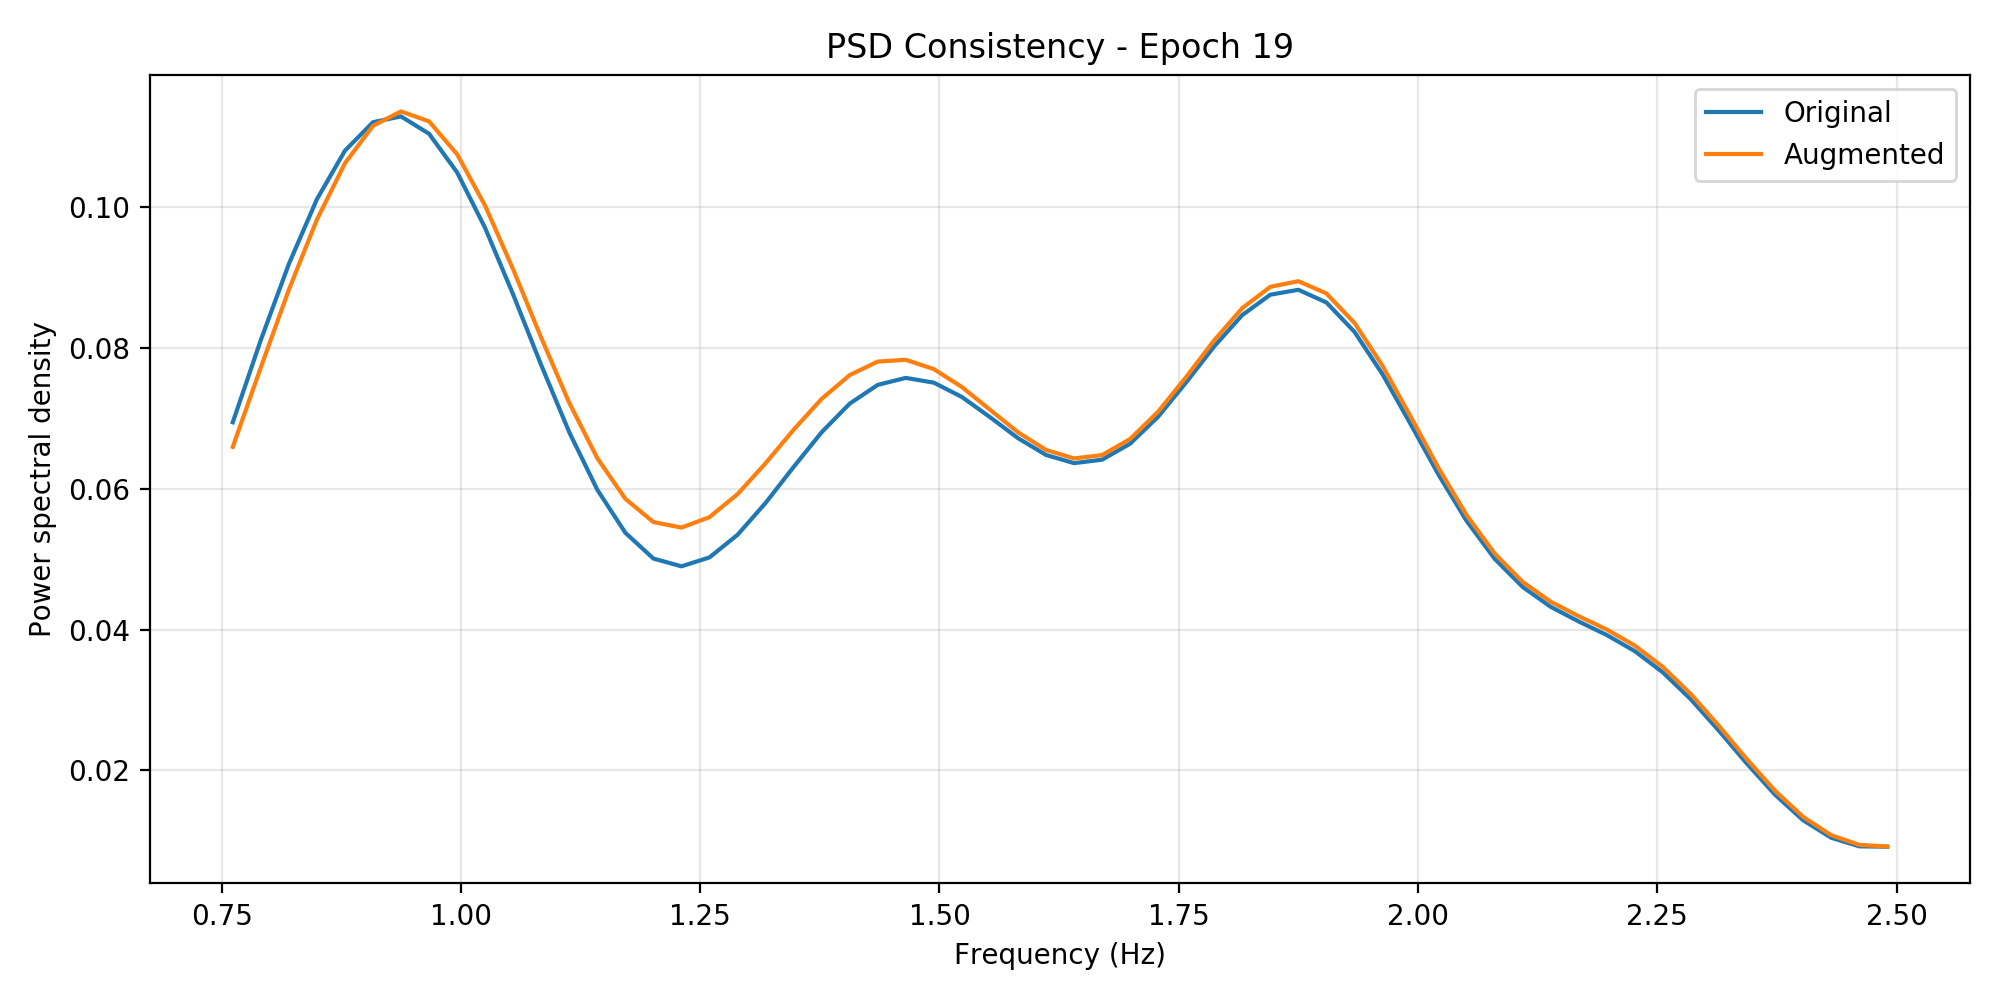 PSD Consistency - Epoch 19
Original
Augmented
Power spectral density
0.10
0.08
0.06
0.04
0.02
0.75 1.00 1.25 1.50 1.75 2.00 2.25 2.50
Frequency (Hz)